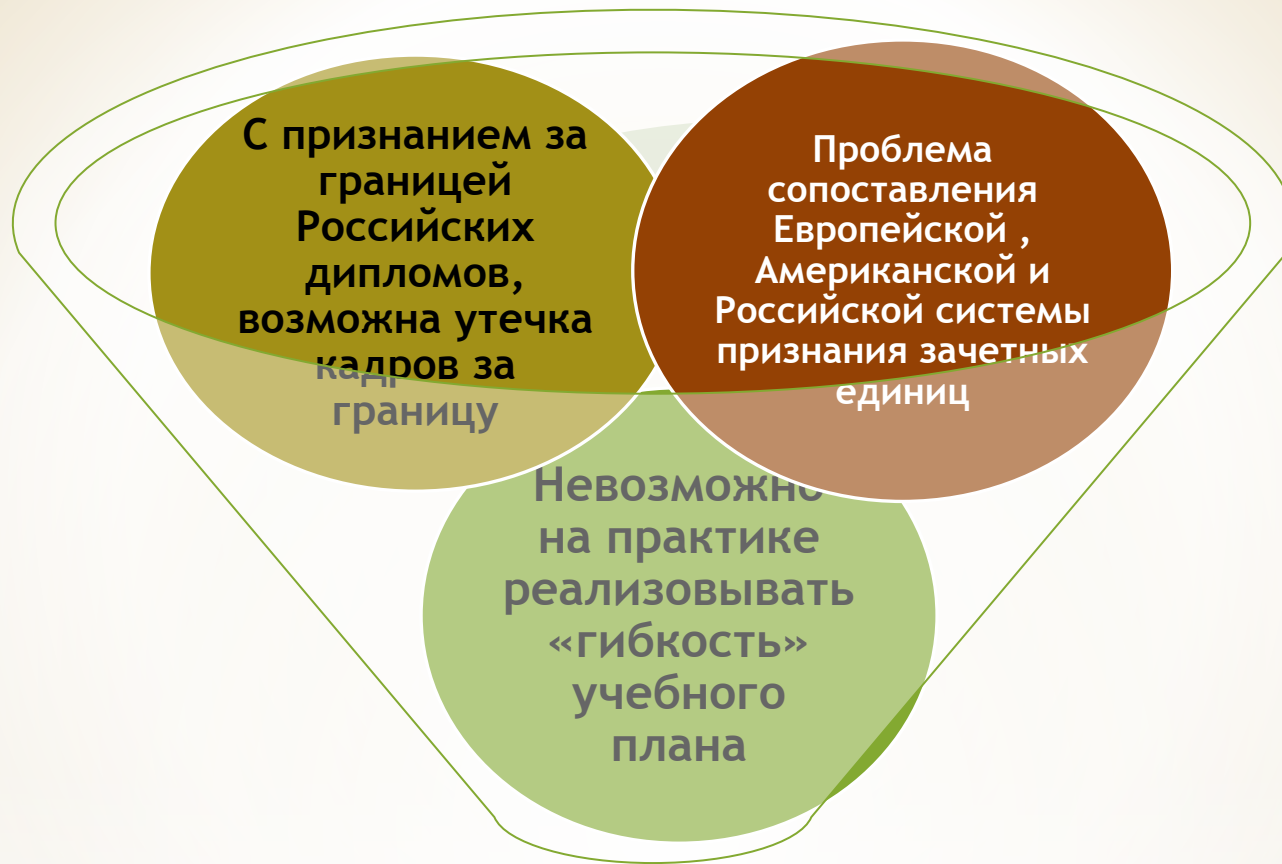 С признанием за
границей
Российских
дипломов,
возможна утечка
кадров за
границу
Проблема
сопоставления
Европейской ,
Американской и
Российской системы
признания зачетных
единиц
Невозможно
на практике
реализовывать
«гибкость»
учебного
плана